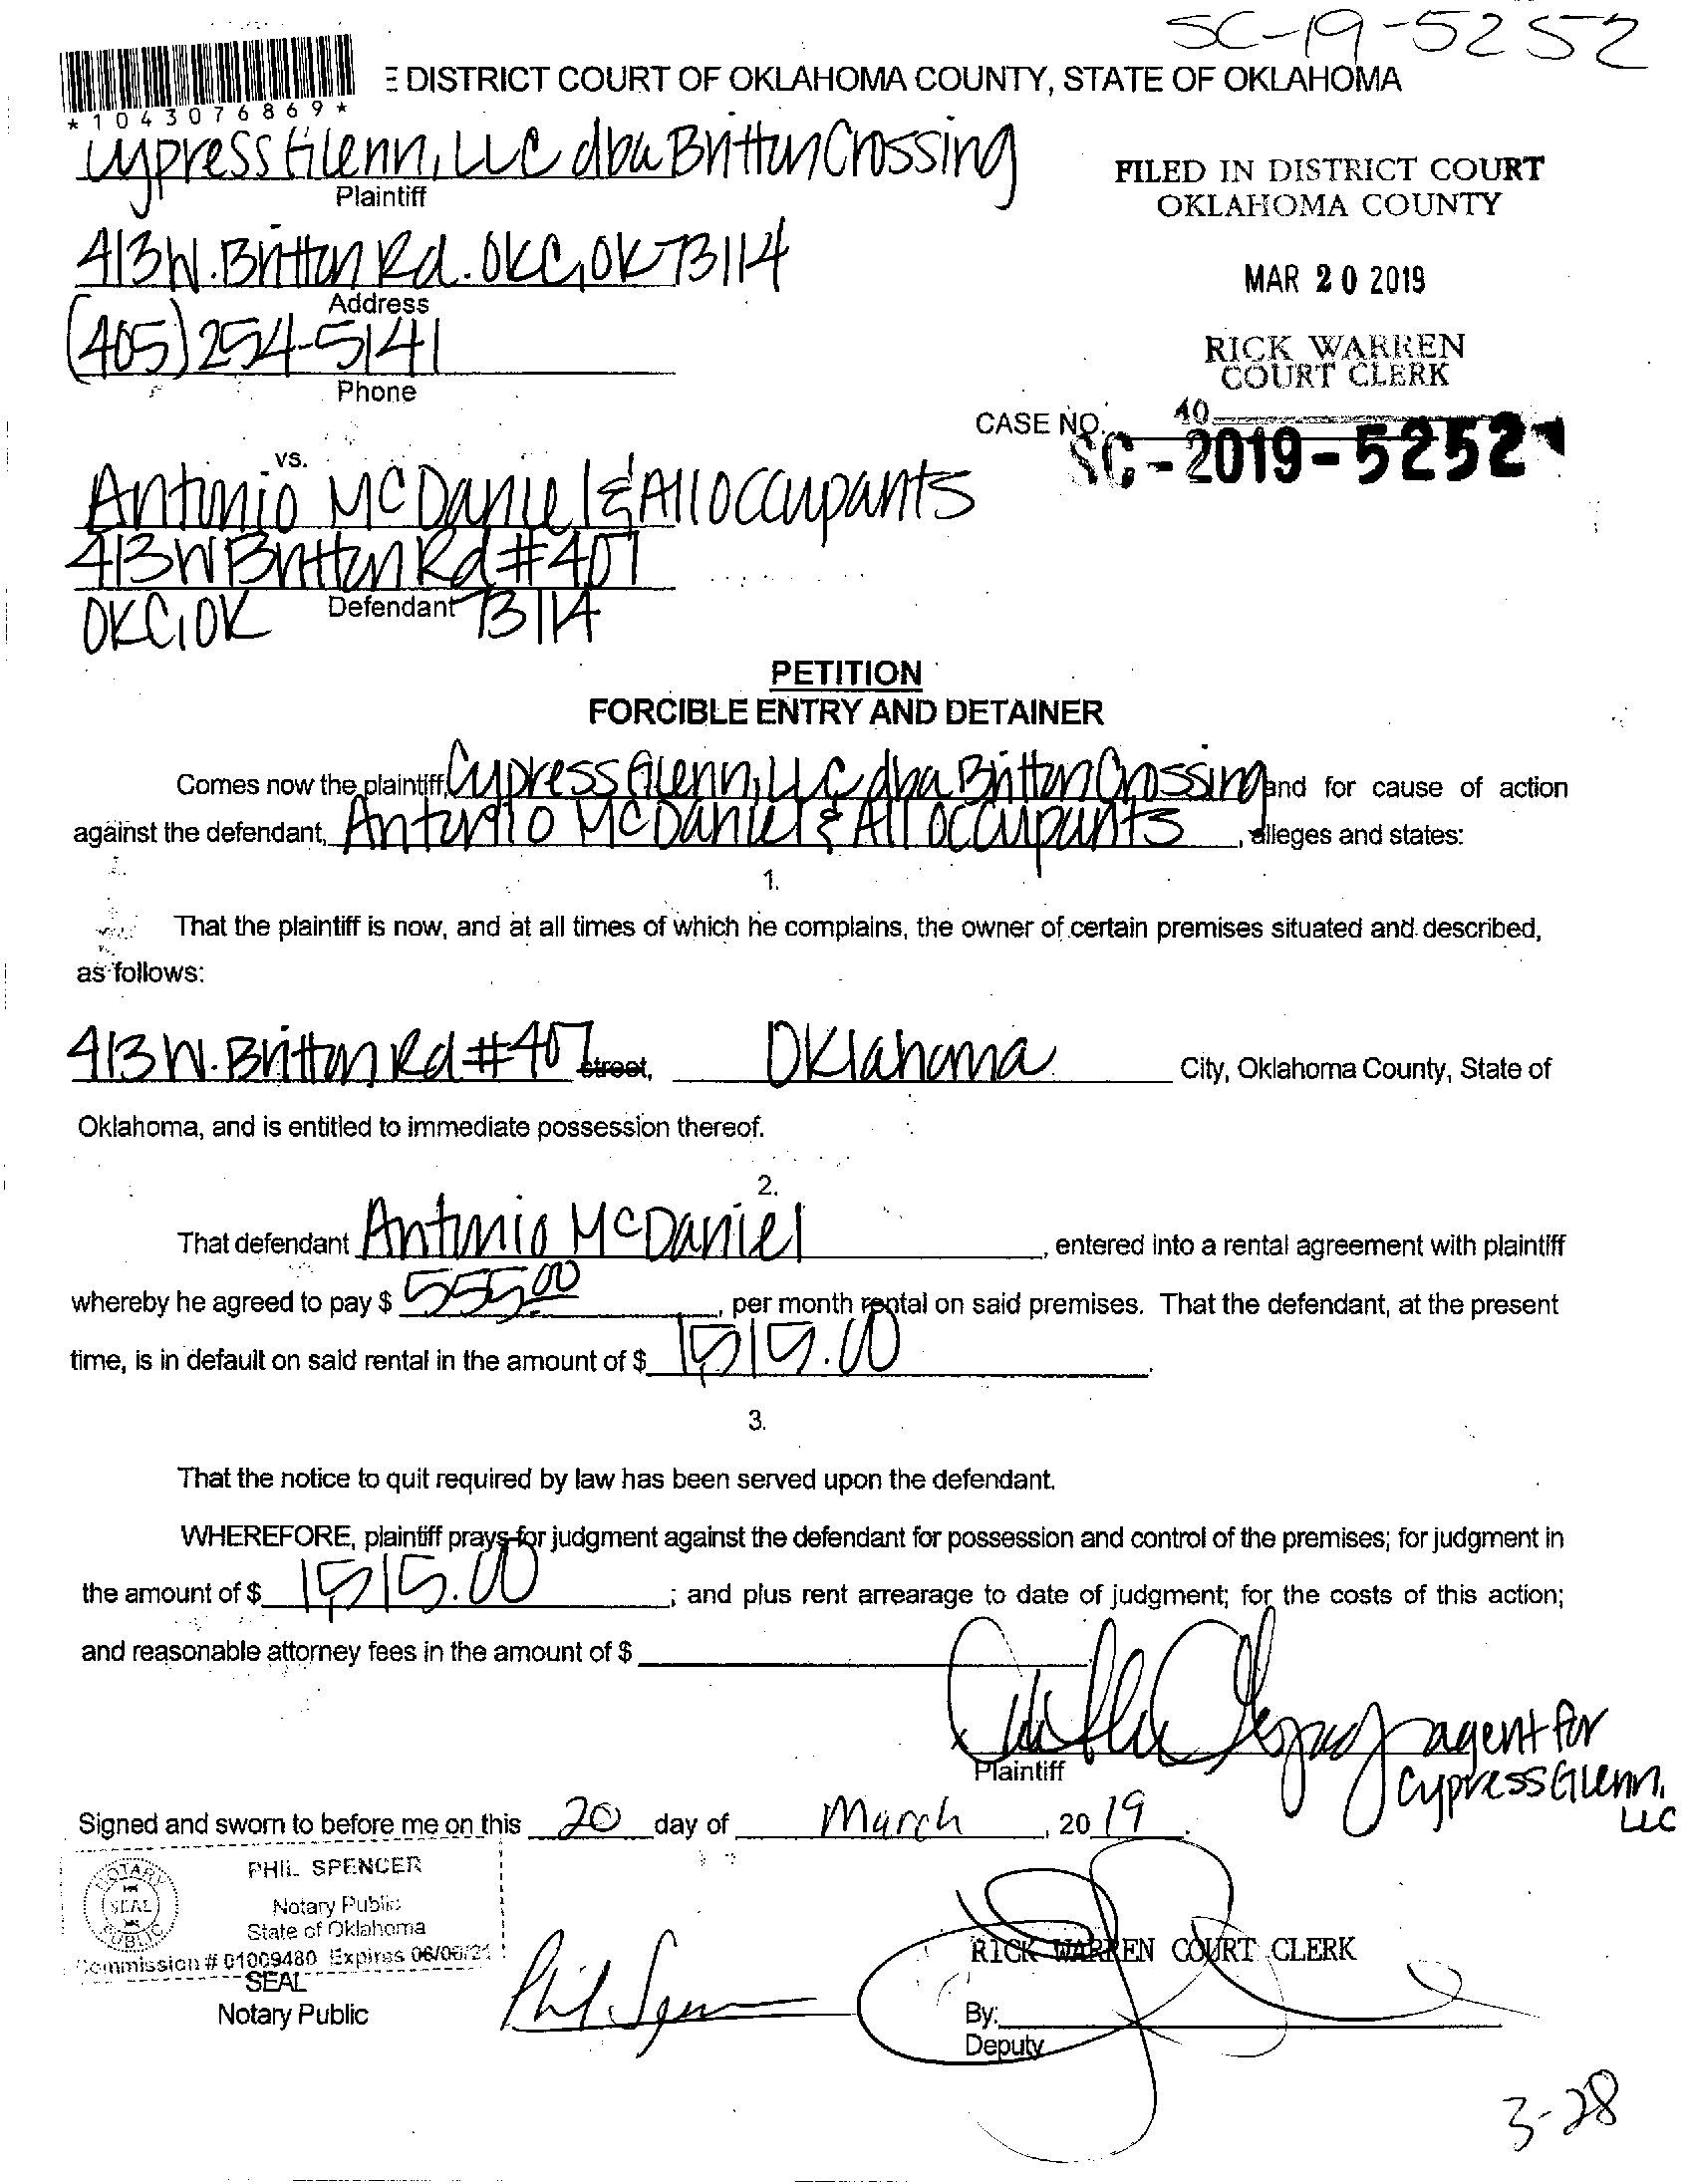 SC-19-5252
*1043076869*
E DISTRICT COURT OF OKLAHOMA COUNTY, STATE OF OKLAHOMA
Cypress Glenn, LLC dba Britton Crossing
Plaintiff
FILED IN DISTRICT COURT
OKLAHOMA COUNTY
413 W. Britton Rd. OKC, OK 73114
Address
MAR 20 2019
(405) 254-5141
Phone
RICK WARREN
COURT CLERK
40
CASE NO.
SC-2019-5252
vs.
Antonio McDaniel & All occupants
413 W Britton Rd #407
OKC, OK 73114
Defendant
PETITION
FORCIBLE ENTRY AND DETAINER
Comes now the plaintiff, Cypress Glenn, LLC dba Britton Crossing and for cause of action
against the defendant, Antonio McDaniel & All occupants, alleges and states:
1.
That the plaintiff is now, and at all times of which he complains, the owner of certain premises situated and described,
as follows:
413 W. Britton Rd #407 street, Oklahoma City, Oklahoma County, State of
Oklahoma, and is entitled to immediate possession thereof.
2.
That defendant Antonio McDaniel, entered into a rental agreement with plaintiff
whereby he agreed to pay $ 555.00, per month rental on said premises. That the defendant, at the present
time, is in default on said rental in the amount of $ 1,515.00.
3.
That the notice to quit required by law has been served upon the defendant.
WHEREFORE, plaintiff prays for judgment against the defendant for possession and control of the premises; for judgment in
the amount of $ 1,515.00; and plus rent arrearage to date of judgment; for the costs of this action;
and reasonable attorney fees in the amount of $
agent for
Cypress Glenn,
LLC
Plaintiff
Signed and sworn to before me on this 20 day of March, 2019.
PHIL SPENCER
Notary Public
State of Oklahoma
Commission # 01009480 Expires 06/06/21
NOTARY PUBLIC
SEAL
SEAL
Notary Public
Phil Spencer
RICK WARREN COURT CLERK
By:
Deputy
3-28